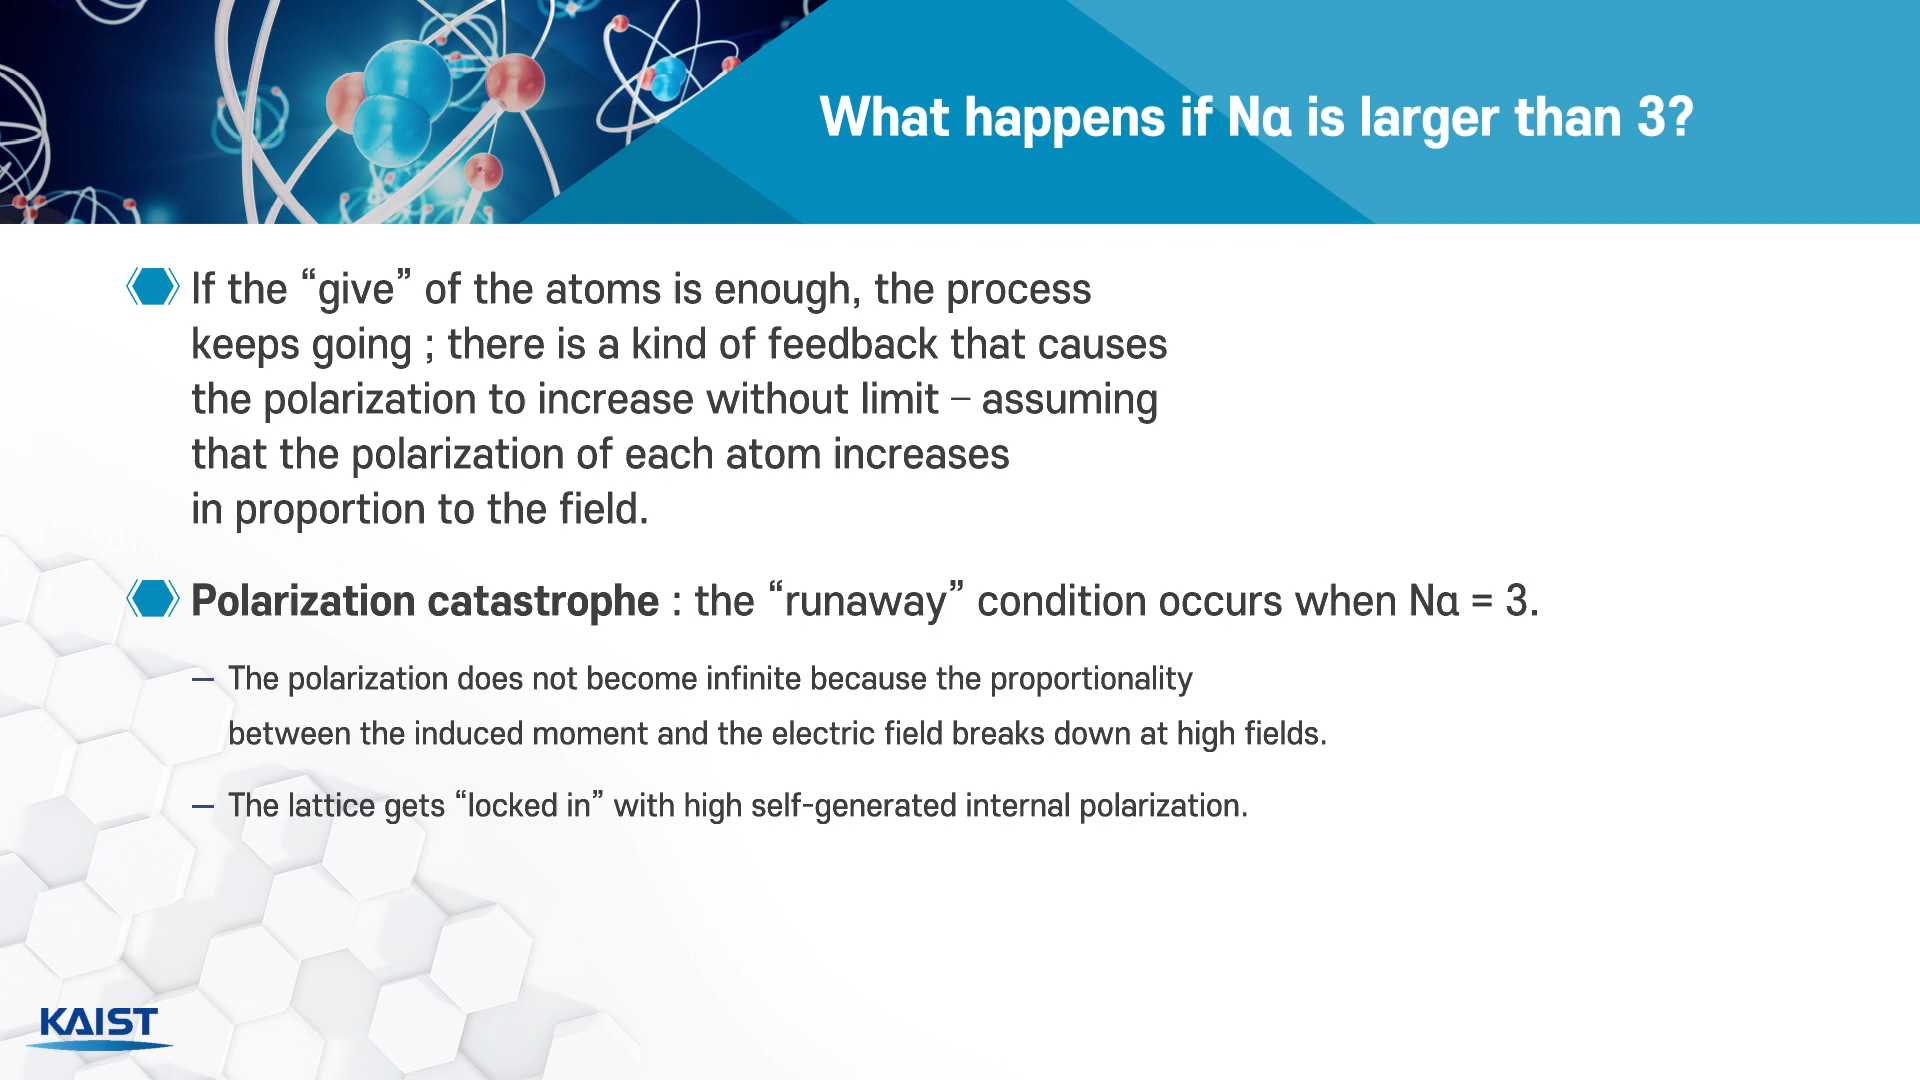 What happens if Nα is larger than 3?
If the “give” of the atoms is enough, the process
keeps going ; there is a kind of feedback that causes
the polarization to increase without limit – assuming
that the polarization of each atom increases
in proportion to the field.
Polarization catastrophe : the “runaway” condition occurs when Nα = 3.
— The polarization does not become infinite because the proportionality
between the induced moment and the electric field breaks down at high fields.
— The lattice gets “locked in” with high self-generated internal polarization.
KAIST